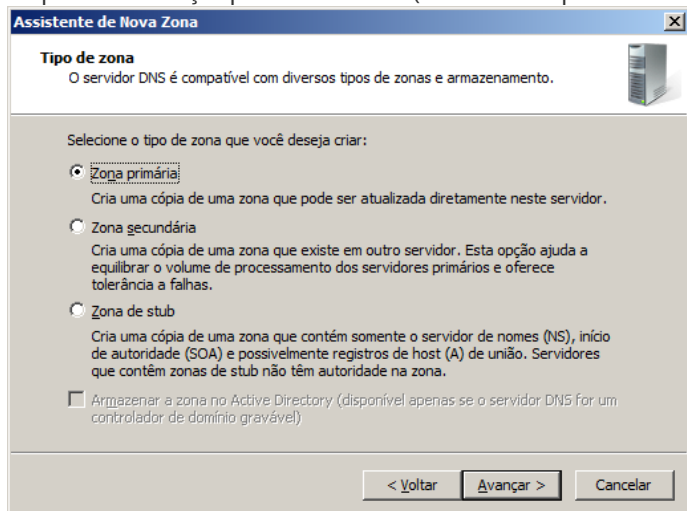 Assistente de Nova Zona
Tipo de zona
O servidor DNS é compatível com diversos tipos de zonas e armazenamento.
Selecione o tipo de zona que você deseja criar:
Zona primária
Cria uma cópia de uma zona que pode ser atualizada diretamente neste servidor.
Zona secundária
Cria uma cópia de uma zona que existe em outro servidor. Esta opção ajuda a
equilibrar o volume de processamento dos servidores primários e oferece
tolerância a falhas.
Zona de stub
Cria uma cópia de uma zona que contém somente o servidor de nomes (NS), início
de autoridade (SOA) e possivelmente registros de host (A) de união. Servidores
que contêm zonas de stub não têm autoridade na zona.
Armazenar a zona no Active Directory (disponível apenas se o servidor DNS for um
controlador de domínio gravável)
< Voltar Avançar > Cancelar